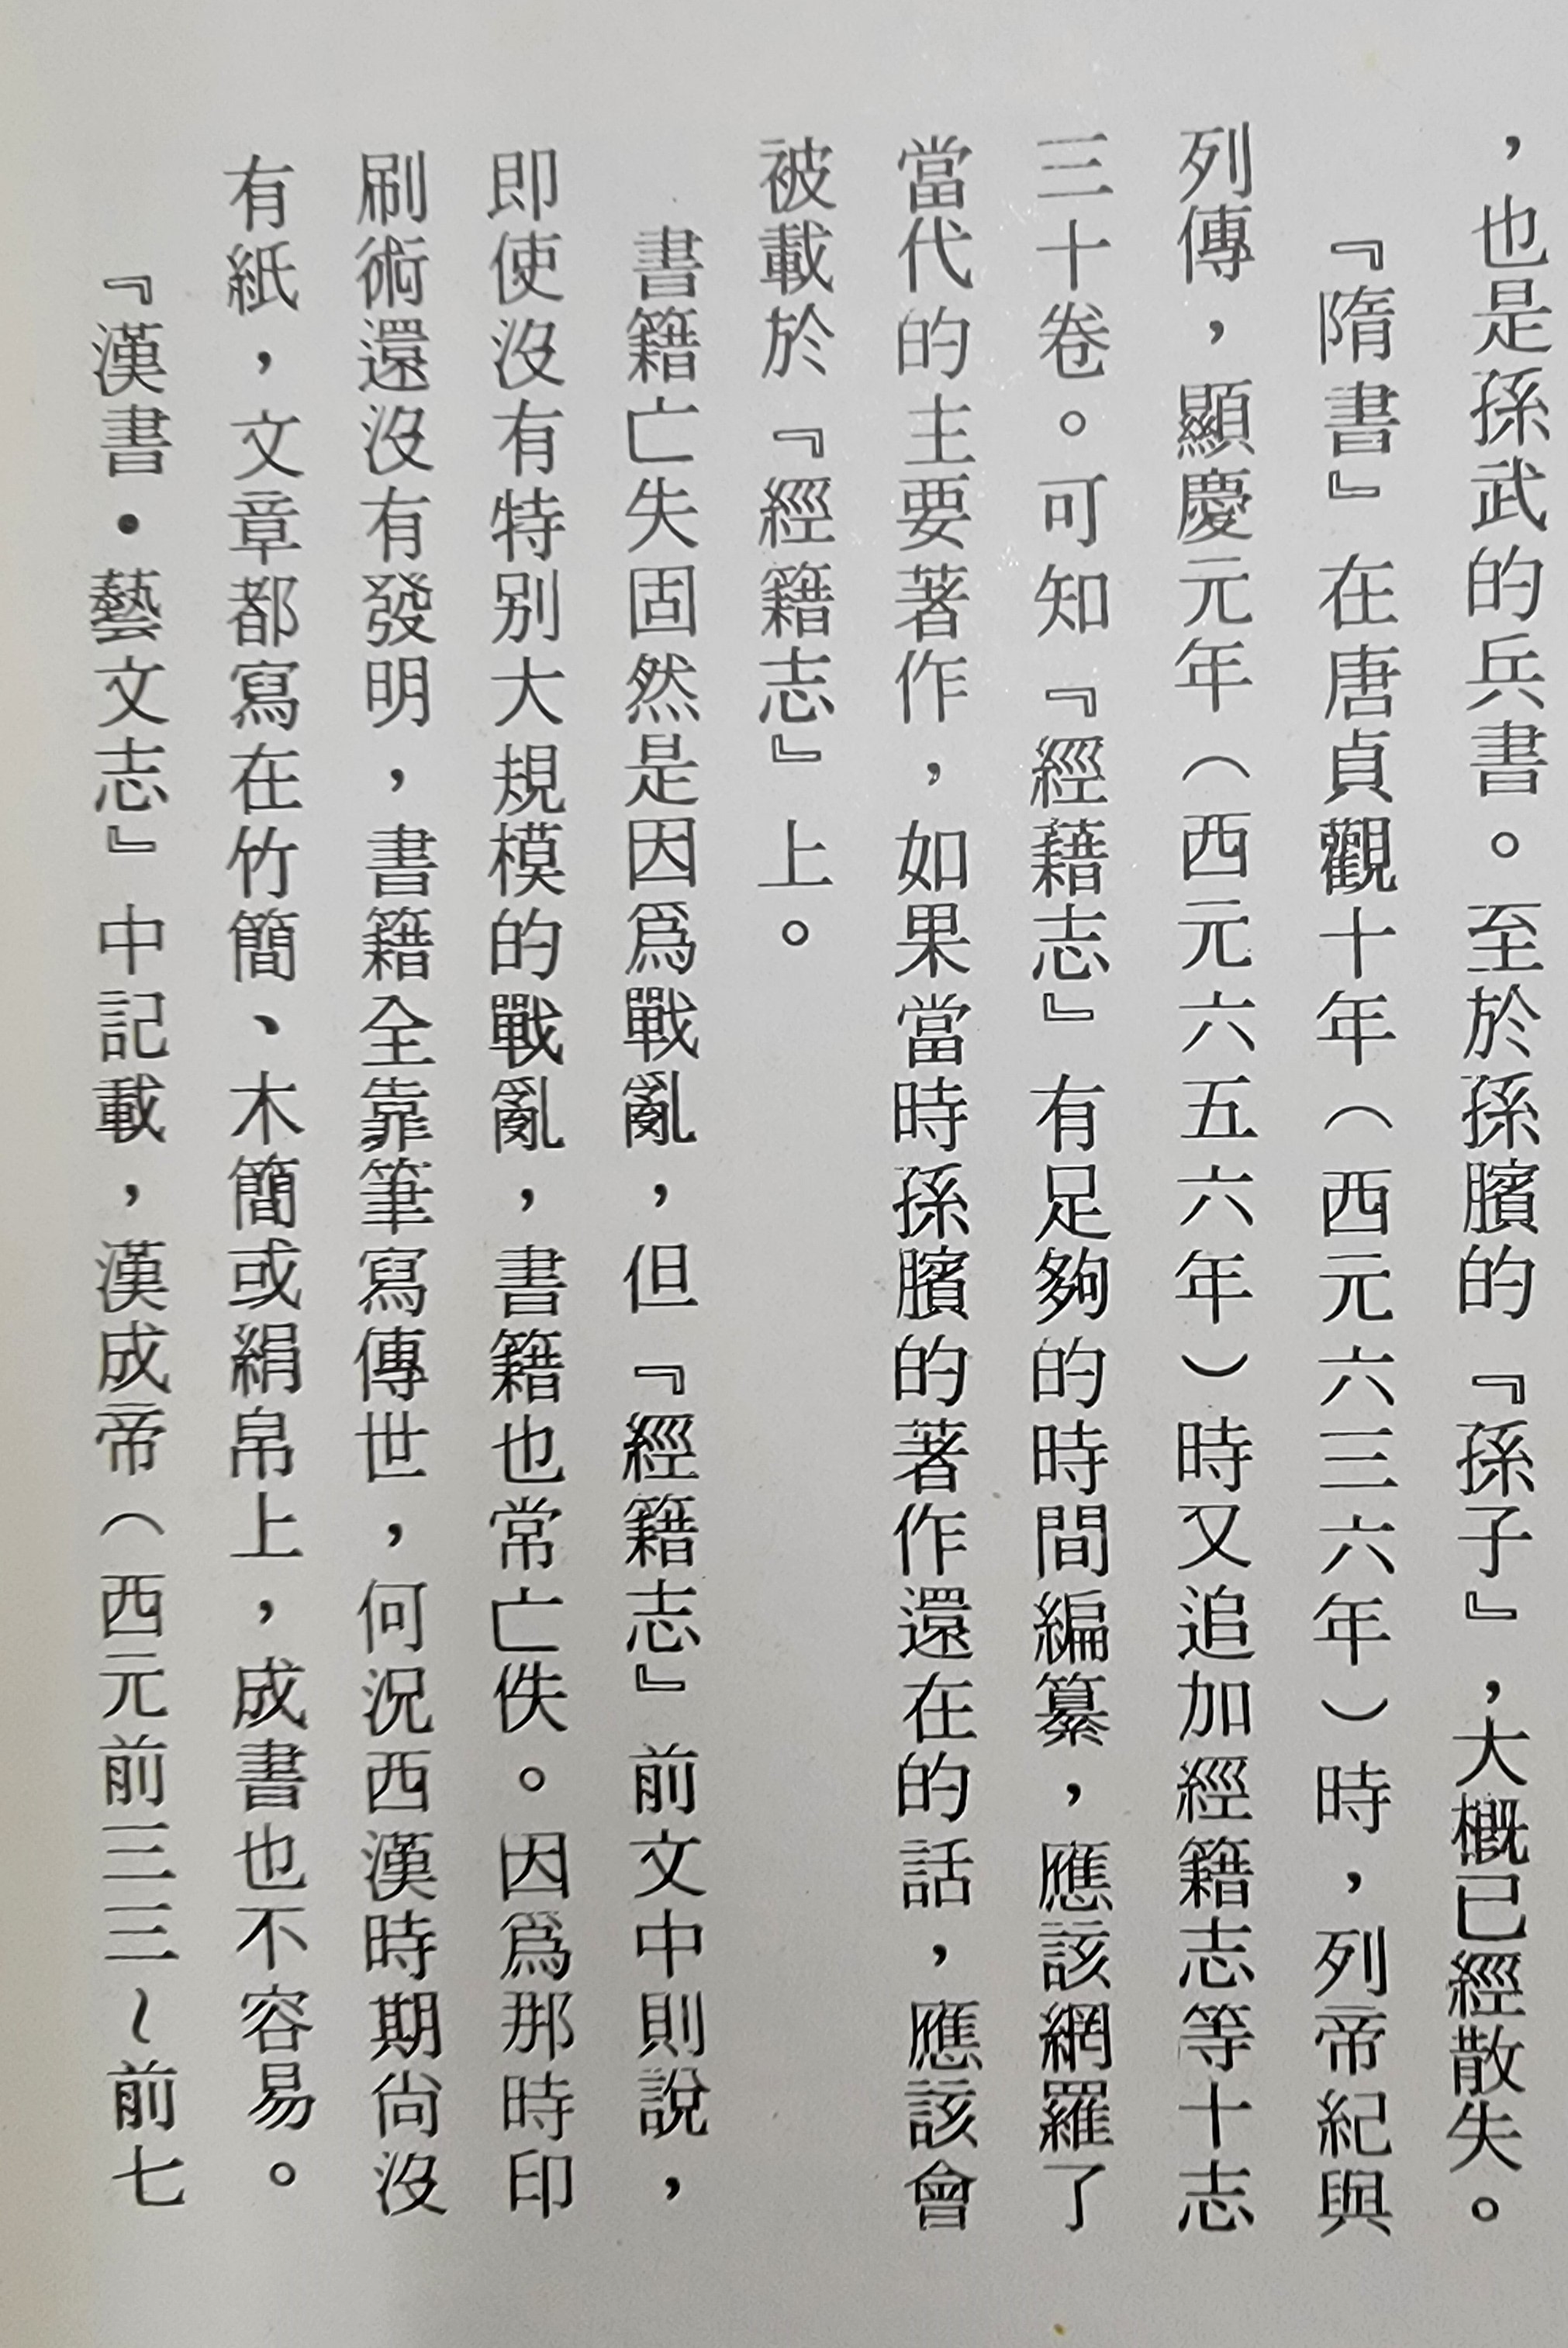 ，也是孫武的兵書。至於孫臏的『孫子』，大概已經散失。
『隋書』在唐貞觀十年（西元六三六年）時，列帝紀與
列傳，顯慶元年（西元六五六年）時又追加經籍志等十志
三十卷。可知『經籍志』有足夠的時間編纂，應該網羅了
當代的主要著作，如果當時孫臏的著作還在的話，應該會
被載於『經籍志』上。
書籍亡失固然是因爲戰亂，但『經籍志』前文中則說，
即使沒有特別大規模的戰亂，書籍也常亡佚。因爲那時印
刷術還沒有發明，書籍全靠筆寫傳世，何況西漢時期尙沒
有紙，文章都寫在竹簡、木簡或絹帛上，成書也不容易。
『漢書・藝文志』中記載，漢成帝（西元前三三～前七